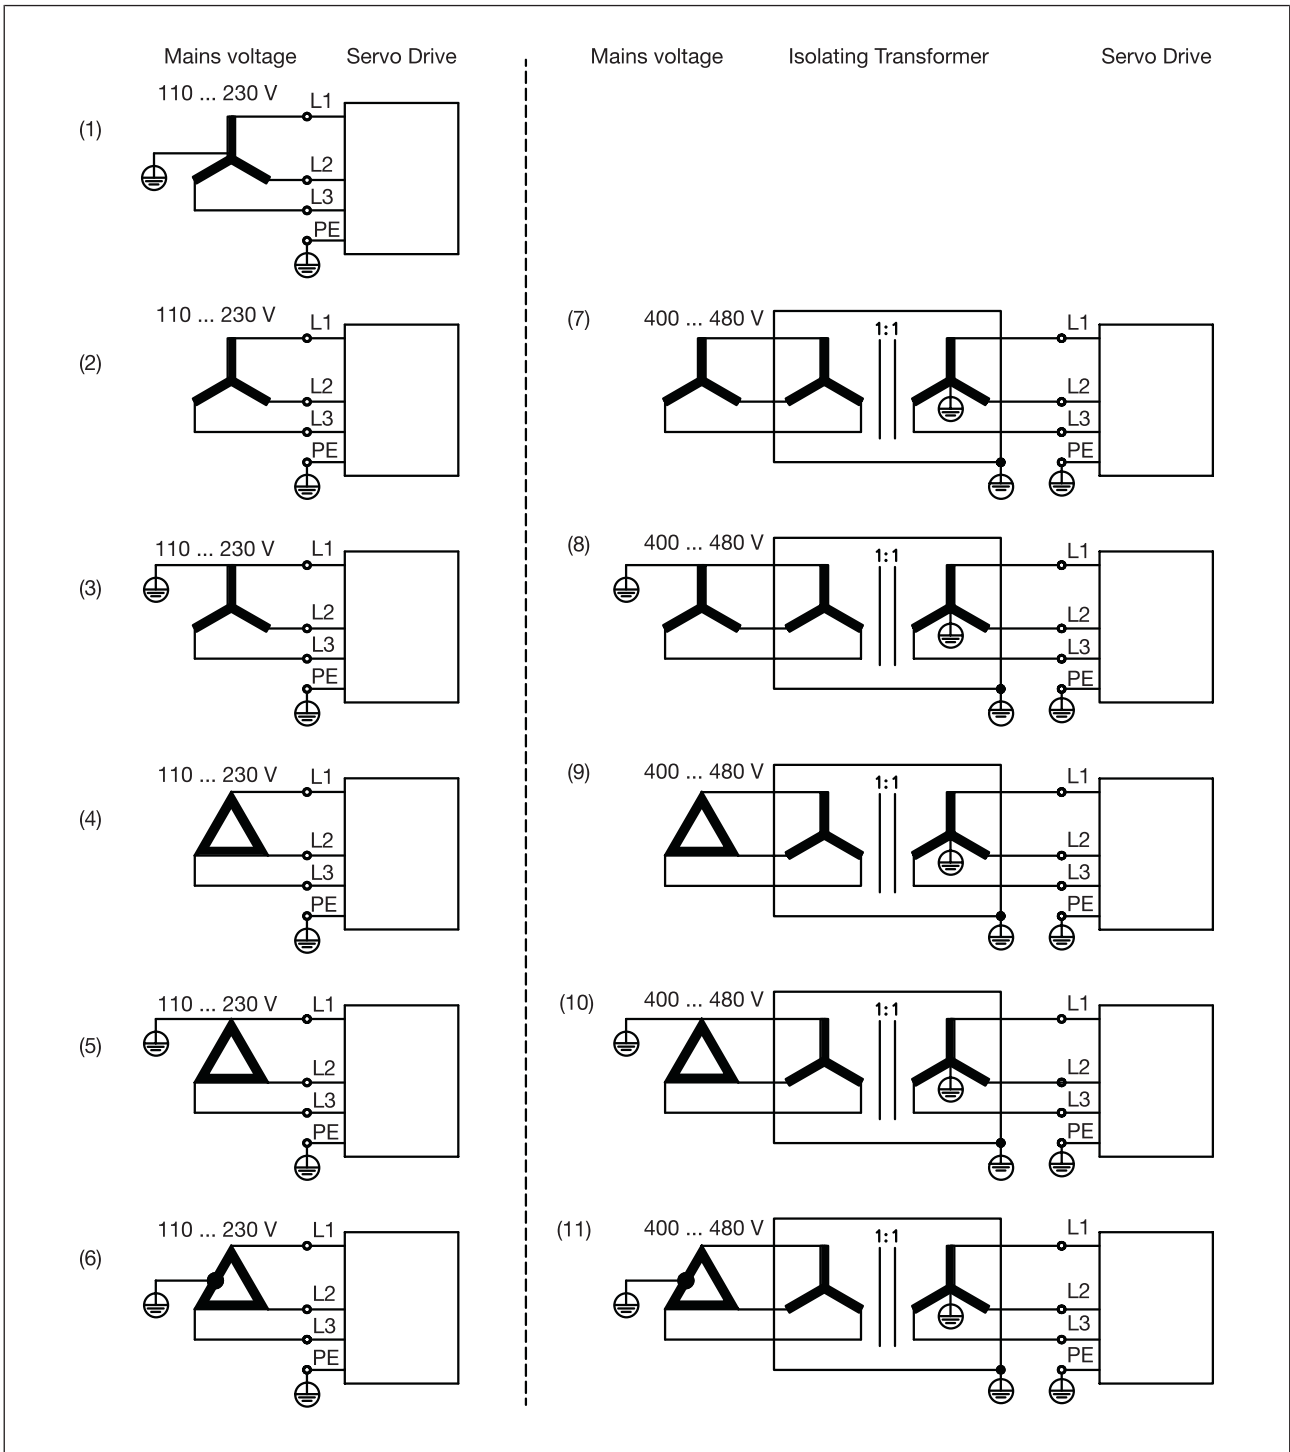 Mains voltage Servo Drive Mains voltage Isolating Transformer Servo Drive
110 ... 230 V
L1
(1)
L2
L3
PE
110 ... 230 V
L1
(2)
L2
L3
PE
(7)
400 ... 480 V
1:1
L1
L2
L3
PE
110 ... 230 V
L1
(3)
L2
L3
PE
(8)
400 ... 480 V
1:1
L1
L2
L3
PE
110 ... 230 V
L1
(4)
L2
L3
PE
(9)
400 ... 480 V
1:1
L1
L2
L3
PE
110 ... 230 V
L1
(5)
L2
L3
PE
(10)
400 ... 480 V
1:1
L1
L2
L3
PE
110 ... 230 V
L1
(6)
L2
L3
PE
(11)
400 ... 480 V
1:1
L1
L2
L3
PE